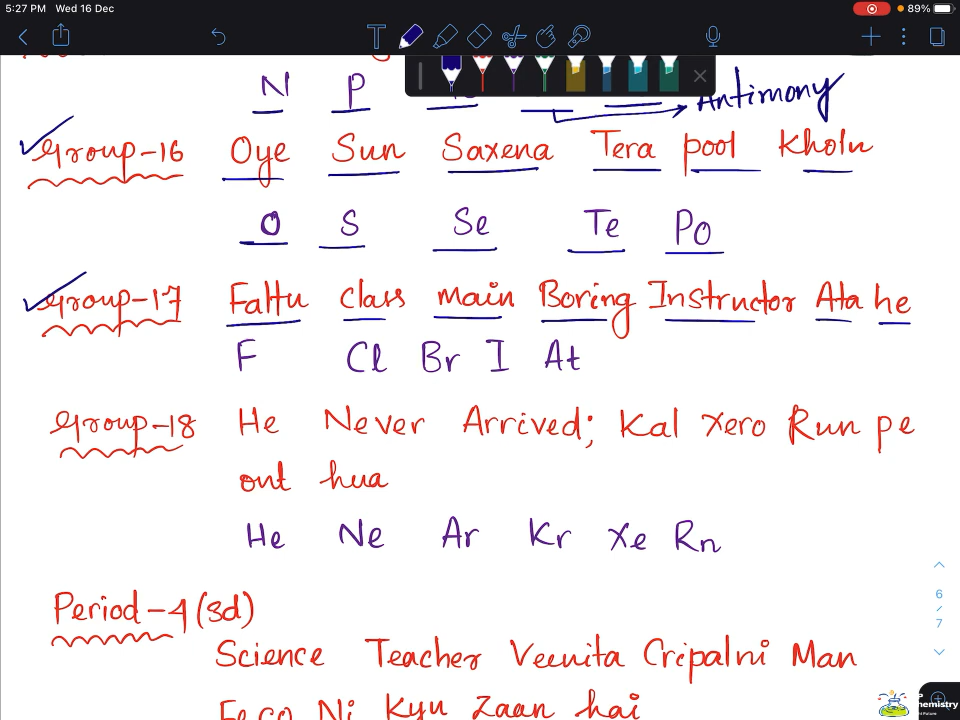 5:27 PM Wed 16 Dec 89%
N P
Antimony
Group-16 Oye Sun Saxena Tera pool Kholu
O S Se Te Po
Group-17 Faltu class main Boring Instructor Ata he
F Cl Br I At
Group-18 He Never Arrived; Kal Xero Run pe
out hua
He Ne Ar Kr Xe Rn
Period-4 (3d)
Science Teacher Veenita Cripalni Man
Fe Co Ni Kyu Zaan hai
6
/
7